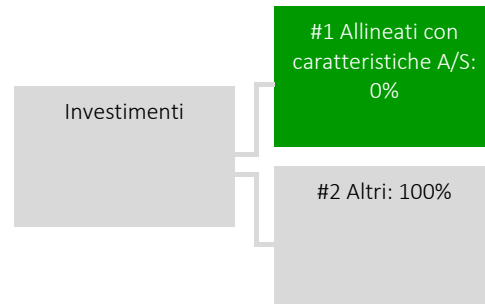 #1 Allineati con
caratteristiche A/S:
0%
Investimenti
#2 Altri: 100%